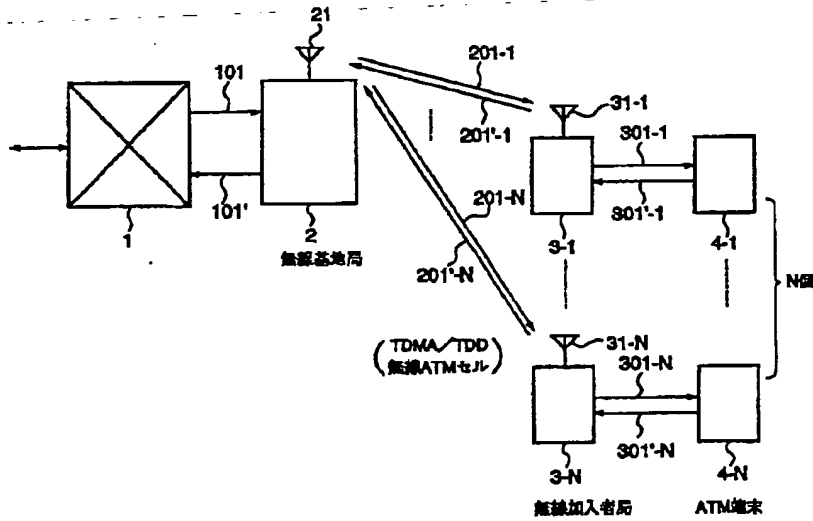 21
101
201-1
201'-1
31-1
301-1
301'-1
101'
1
2
無線基地局
201-N
201'-N
3-1
4-1
N個
(TDMA/TDD
無線ATMセル)
31-N
301-N
301'-N
3-N
4-N
無線加入者局
ATM端末